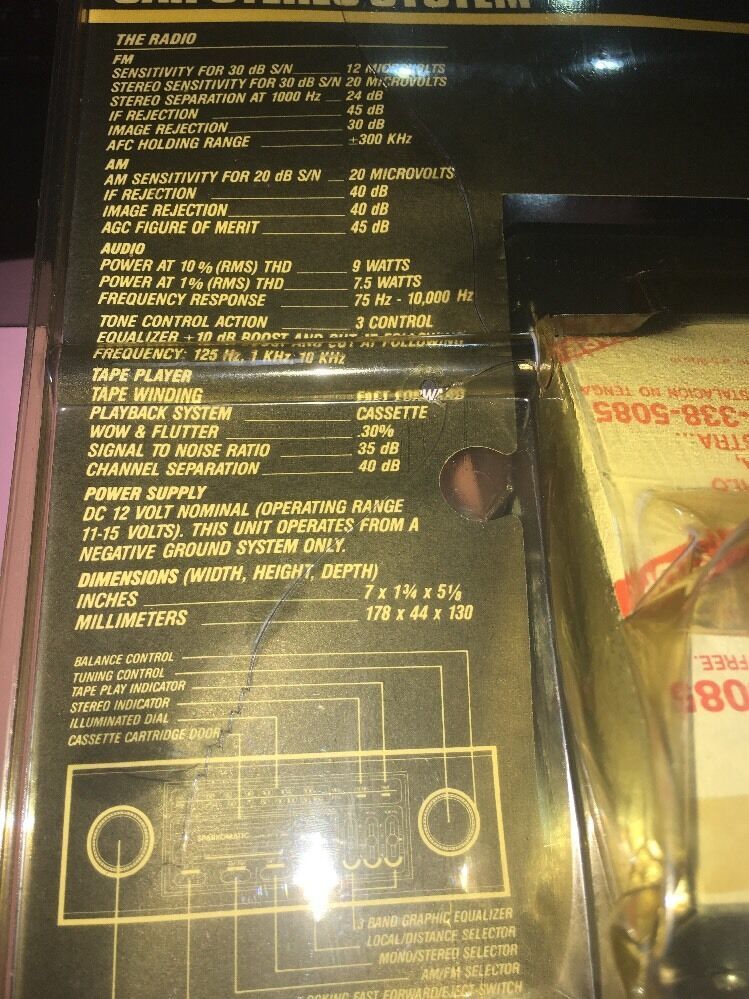 CAR STEREO SYSTEM
THE RADIO
FM
SENSITIVITY FOR 30 dB S/N 12 MICROVOLTS
STEREO SENSITIVITY FOR 30 dB S/N 20 MICROVOLTS
STEREO SEPARATION AT 1000 Hz 24 dB
IF REJECTION 45 dB
IMAGE REJECTION 30 dB
AFC HOLDING RANGE ±300 KHz
AM
AM SENSITIVITY FOR 20 dB S/N 20 MICROVOLTS
IF REJECTION 40 dB
IMAGE REJECTION 40 dB
AGC FIGURE OF MERIT 45 dB
AUDIO
POWER AT 10% (RMS) THD 9 WATTS
POWER AT 1% (RMS) THD 7.5 WATTS
FREQUENCY RESPONSE 75 Hz - 10,000 Hz
TONE CONTROL ACTION 3 CONTROL
EQUALIZER ±10 dB BOOST AND CUT AT FOLLOWING
FREQUENCY: 125 Hz, 1 KHz, 10 KHz
TAPE PLAYER
TAPE WINDING FAST FORWARD
PLAYBACK SYSTEM CASSETTE
WOW & FLUTTER .30%
SIGNAL TO NOISE RATIO 35 dB
CHANNEL SEPARATION 40 dB
POWER SUPPLY
DC 12 VOLT NOMINAL (OPERATING RANGE
11-15 VOLTS). THIS UNIT OPERATES FROM A
NEGATIVE GROUND SYSTEM ONLY.
DIMENSIONS (WIDTH, HEIGHT, DEPTH)
INCHES 7 x 1¾ x 5⅛
MILLIMETERS 178 x 44 x 130
BALANCE CONTROL
TUNING CONTROL
TAPE PLAY INDICATOR
STEREO INDICATOR
ILLUMINATED DIAL
CASSETTE CARTRIDGE DOOR
SPARKOMATIC
3 BAND GRAPHIC EQUALIZER
LOCAL/DISTANCE SELECTOR
MONO/STEREO SELECTOR
AM/FM SELECTOR
LOCKING FAST FORWARD/EJECT SWITCH
STALACION NO TENGA
-338-5085
STRA...
FREE.
085